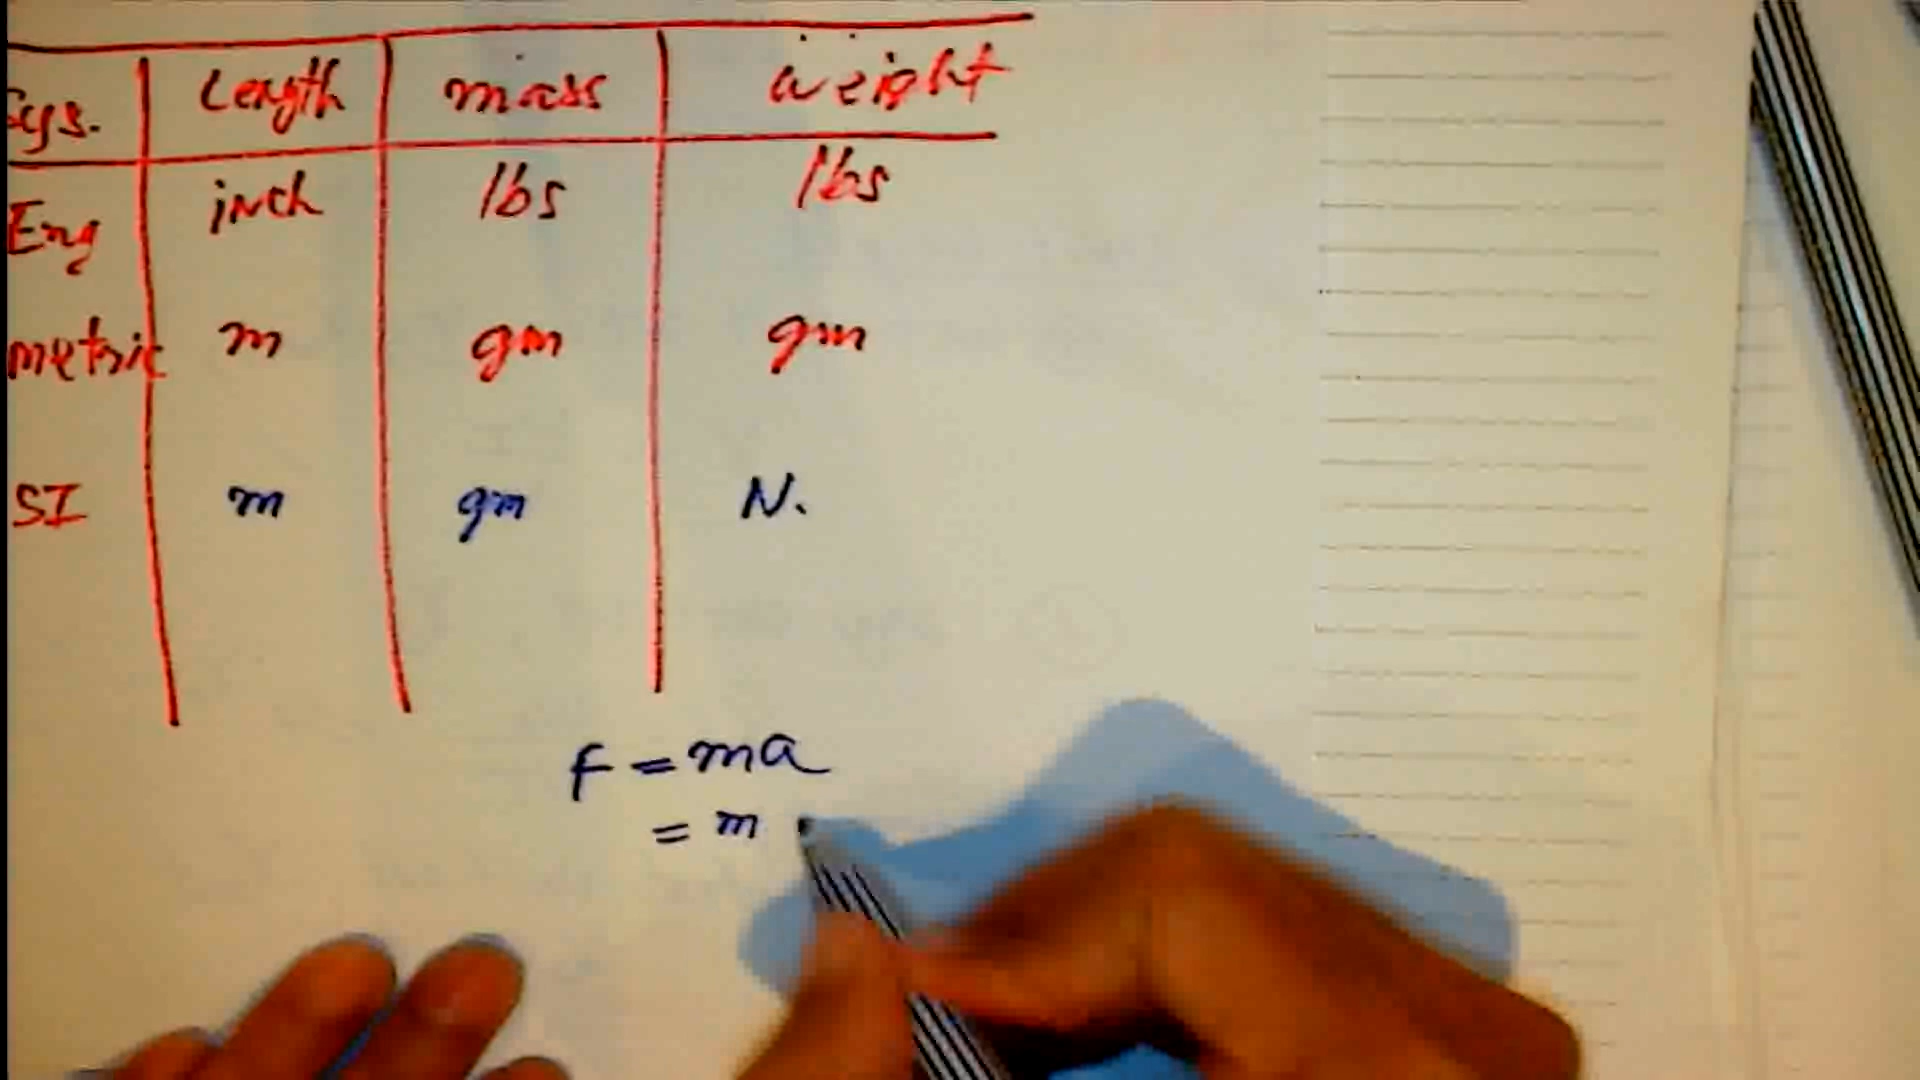 Sys. Length mass weight
Eng inch lbs lbs
metric m gm gm
SI m gm N.
F = ma
= m